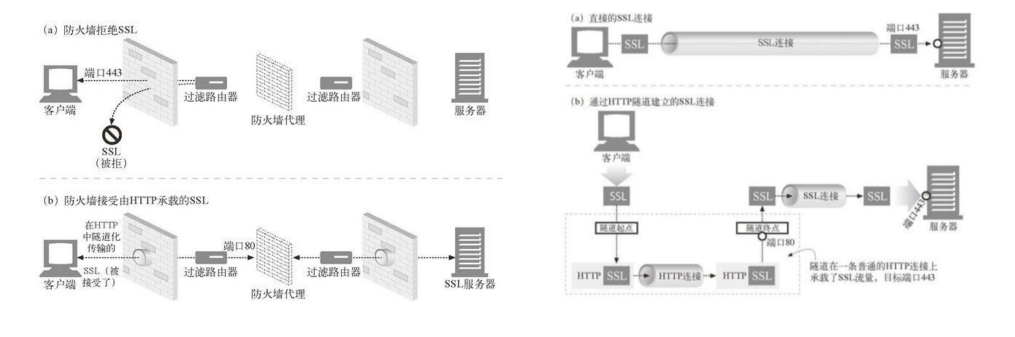 (a) 防火墙拒绝SSL
端口443
客户端
过滤路由器
防火墙代理
过滤路由器
服务器
SSL
(被拒)
(b) 防火墙接受由HTTP承载的SSL
在HTTP
中隧道化
传输的
SSL (被
接受了)
客户端
过滤路由器
端口80
防火墙代理
过滤路由器
SSL服务器
(a) 直接的SSL连接
客户端
SSL
SSL连接
SSL
端口443
服务器
(b) 通过HTTP隧道建立的SSL连接
客户端
SSL
隧道起点
HTTP SSL
HTTP连接
HTTP SSL
隧道终点
端口80
SSL
SSL连接
SSL
端口443
服务器
隧道在一条普通的HTTP连接上
承载了SSL流量，目标端口443